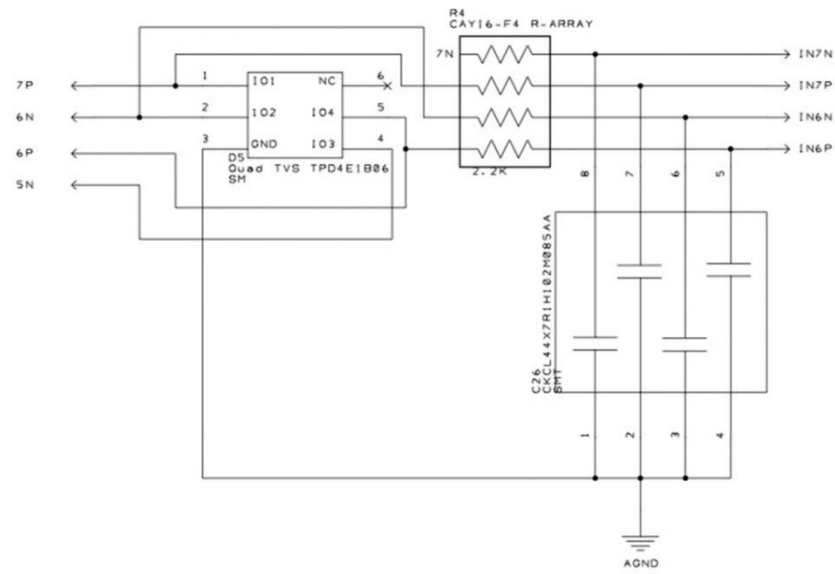 R4
CAY16-F4 R-ARRAY
7N
IN7N
7P
1
IO1
NC
6
IN7P
6N
2
IO2
IO4
5
IN6N
6P
3
GND
IO3
4
IN6P
5N
D5
Quad TVS TPD4E1B06
SM
2.2K
8
7
6
5
C26
CKCL44X7R1H102M085AA
SMT
1
2
3
4
AGND